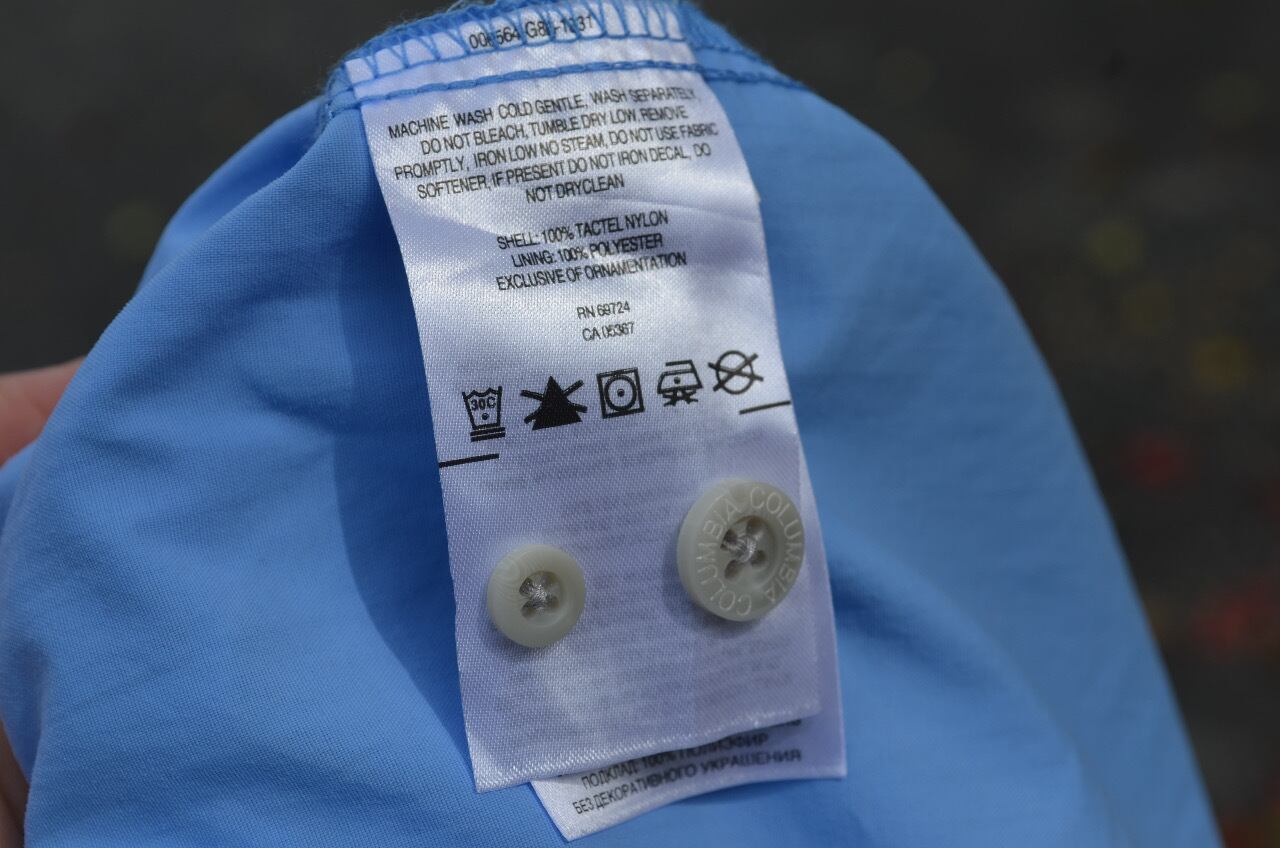 MACHINE WASH COLD GENTLE, WASH SEPARATELY,
DO NOT BLEACH, TUMBLE DRY LOW, REMOVE
PROMPTLY, IRON LOW NO STEAM, DO NOT USE FABRIC
SOFTENER, IF PRESENT DO NOT IRON DECAL, DO
NOT DRYCLEAN
SHELL: 100% TACTEL NYLON
LINING: 100% POLYESTER
EXCLUSIVE OF ORNAMENTATION
RN 69724
CA 05367
30C
COLUMBIA COLUMBIA
ПОДКЛАД 100% ПОЛИЭФИР
БЕЗ ДЕКОРАТИВНОГО УКРАШЕНИЯ